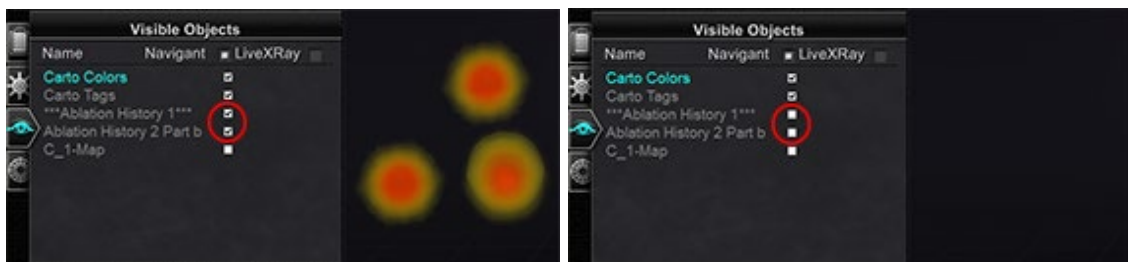 Visible Objects
Name Navigant LiveXRay
Carto Colors
Carto Tags
***Ablation History 1***
Ablation History 2 Part b
C_1-Map
Visible Objects
Name Navigant LiveXRay
Carto Colors
Carto Tags
***Ablation History 1***
Ablation History 2 Part b
C_1-Map